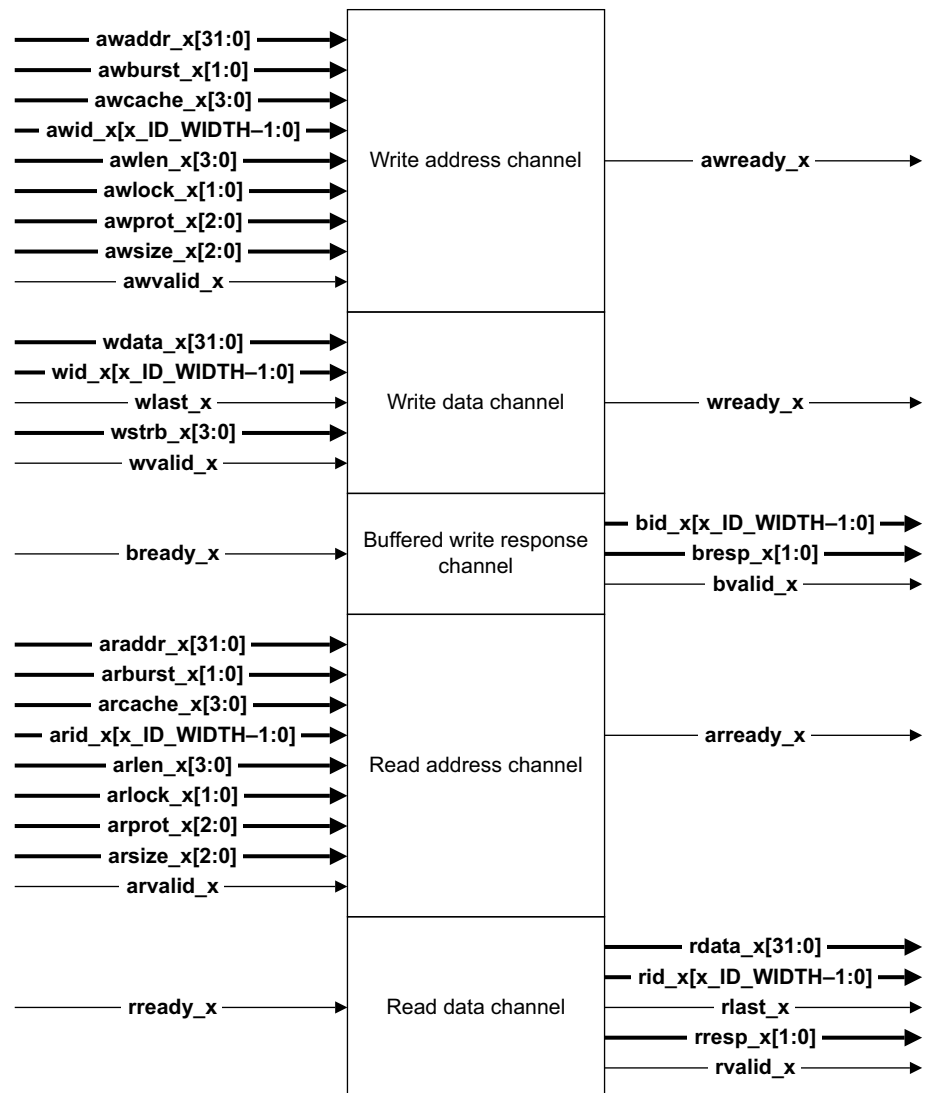 awaddr_x[31:0]
awburst_x[1:0]
awcache_x[3:0]
awid_x[x_ID_WIDTH–1:0]
awlen_x[3:0]
awlock_x[1:0]
awprot_x[2:0]
awsize_x[2:0]
awvalid_x
Write address channel
awready_x
wdata_x[31:0]
wid_x[x_ID_WIDTH–1:0]
wlast_x
wstrb_x[3:0]
wvalid_x
Write data channel
wready_x
bready_x
Buffered write response
channel
bid_x[x_ID_WIDTH–1:0]
bresp_x[1:0]
bvalid_x
araddr_x[31:0]
arburst_x[1:0]
arcache_x[3:0]
arid_x[x_ID_WIDTH–1:0]
arlen_x[3:0]
arlock_x[1:0]
arprot_x[2:0]
arsize_x[2:0]
arvalid_x
Read address channel
arready_x
rready_x
Read data channel
rdata_x[31:0]
rid_x[x_ID_WIDTH–1:0]
rlast_x
rresp_x[1:0]
rvalid_x